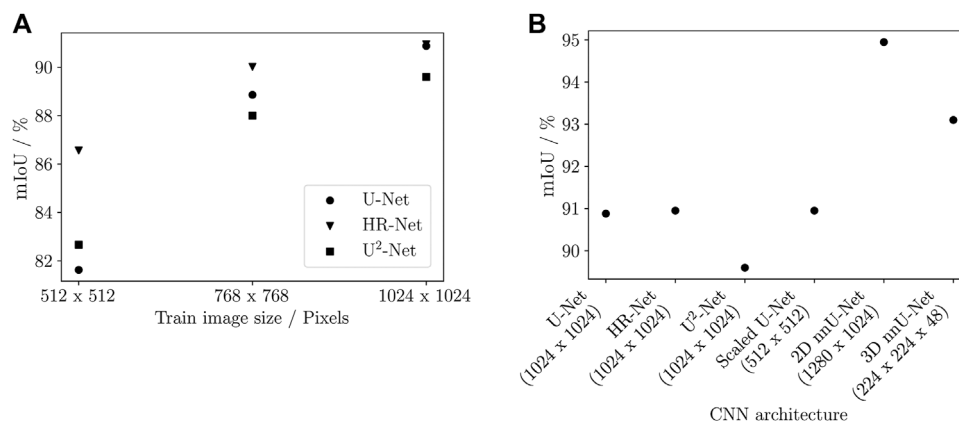 A
mIoU / %
90
88
86
84
82
512 x 512
768 x 768
1024 x 1024
Train image size / Pixels
U-Net
HR-Net
U²-Net
B
mIoU / %
95
94
93
92
91
90
U-Net
(1024 x 1024)
HR-Net
(1024 x 1024)
U²-Net
(1024 x 1024)
Scaled U-Net
(512 x 512)
2D nnU-Net
(1280 x 1024)
3D nnU-Net
(224 x 224 x 48)
CNN architecture